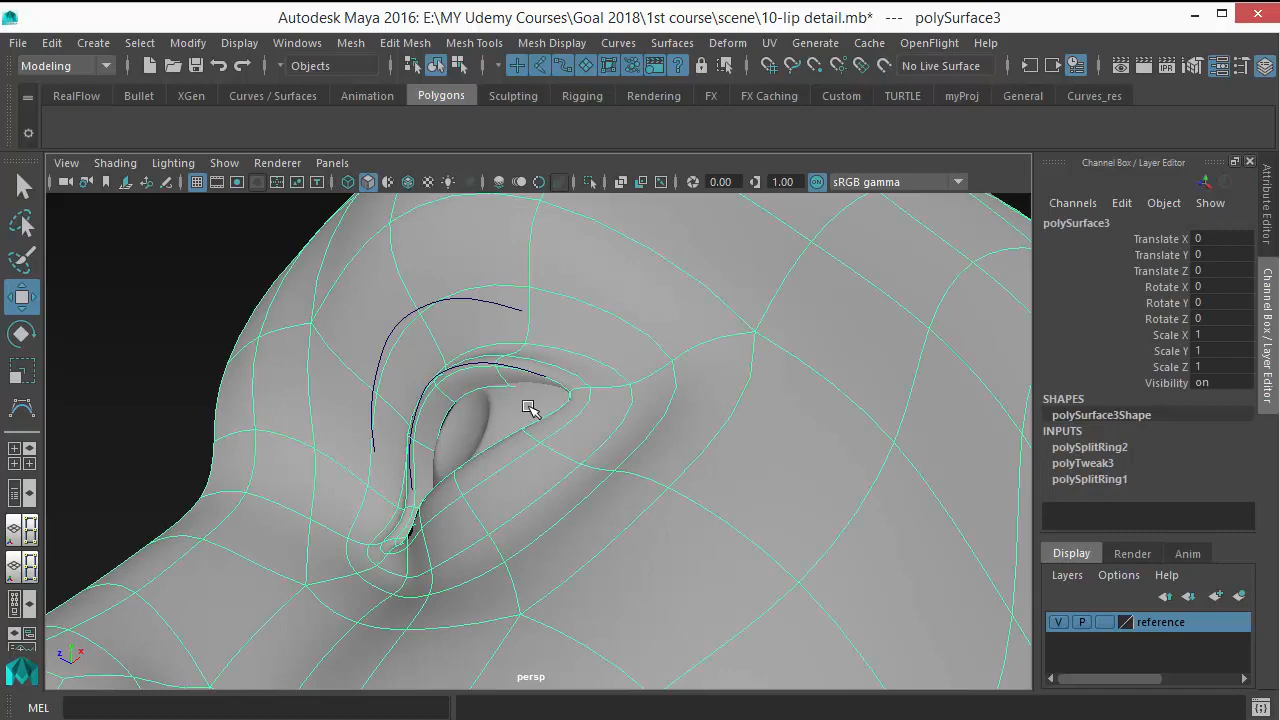 Autodesk Maya 2016: E:\MY Udemy Courses\Goal 2018\1st course\scene\10-lip detail.mb* --- polySurface3
File Edit Create Select Modify Display Windows Mesh Edit Mesh Mesh Tools Mesh Display Curves Surfaces Deform UV Generate Cache OpenFlight Help
Modeling Objects No Live Surface
RealFlow Bullet XGen Curves / Surfaces Animation Polygons Sculpting Rigging Rendering FX FX Caching Custom TURTLE myProj General Curves_res
View Shading Lighting Show Renderer Panels
0.00 1.00 ON sRGB gamma
Channel Box / Layer Editor
Channels Edit Object Show
polySurface3
Translate X 0
Translate Y 0
Translate Z 0
Rotate X 0
Rotate Y 0
Rotate Z 0
Scale X 1
Scale Y 1
Scale Z 1
Visibility on
SHAPES
polySurface3Shape
INPUTS
polySplitRing2
polyTweak3
polySplitRing1
Display Render Anim
Layers Options Help
V P reference
Attribute Editor
Channel Box / Layer Editor
z y x
persp
MEL